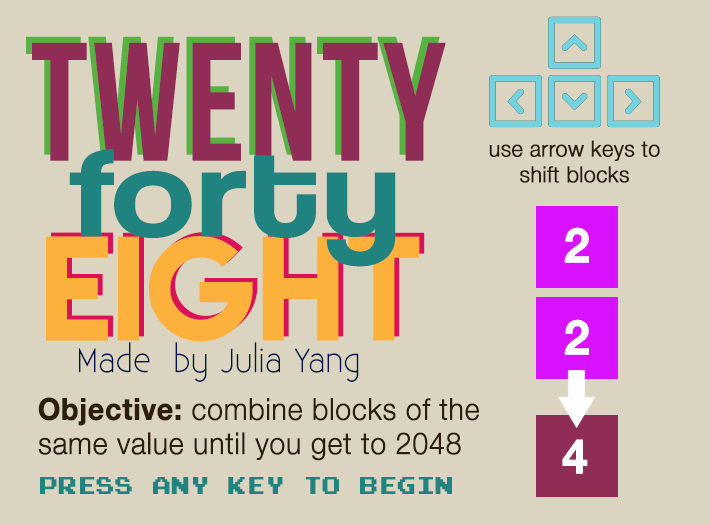 TWENTY
forty
EIGHT
Made by Julia Yang
Objective: combine blocks of the
same value until you get to 2048
PRESS ANY KEY TO BEGIN
use arrow keys to
shift blocks
2
2
4